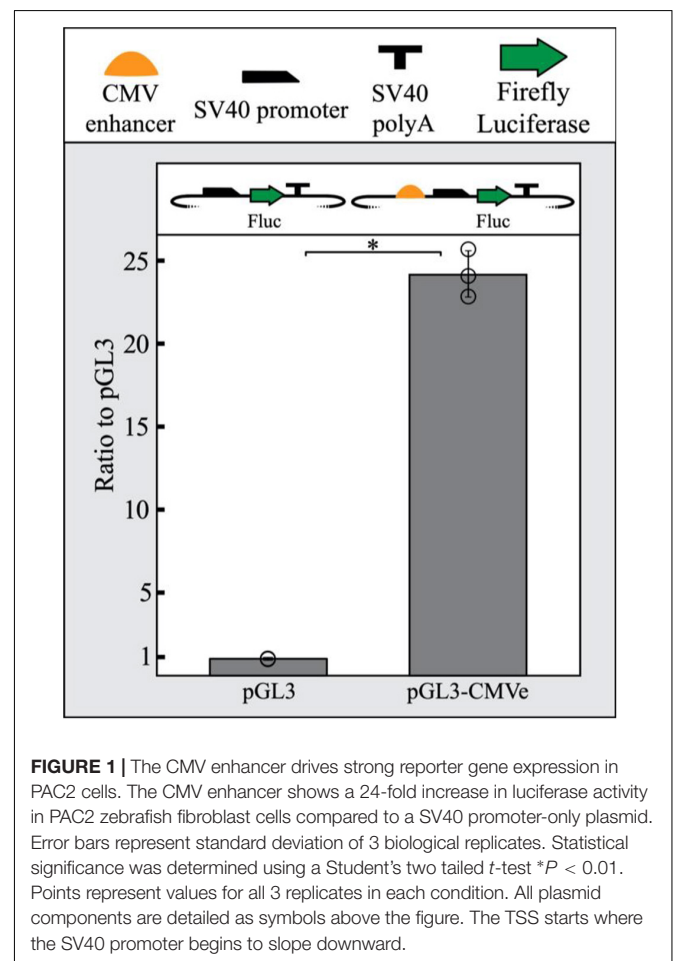 CMV
enhancer
SV40 promoter
SV40
polyA
Firefly
Luciferase
Fluc
Fluc
*
25
20
15
10
5
1
Ratio to pGL3
pGL3
pGL3-CMVe
FIGURE 1 | The CMV enhancer drives strong reporter gene expression in
PAC2 cells. The CMV enhancer shows a 24-fold increase in luciferase activity
in PAC2 zebrafish fibroblast cells compared to a SV40 promoter-only plasmid.
Error bars represent standard deviation of 3 biological replicates. Statistical
significance was determined using a Student’s two tailed t-test *P < 0.01.
Points represent values for all 3 replicates in each condition. All plasmid
components are detailed as symbols above the figure. The TSS starts where
the SV40 promoter begins to slope downward.